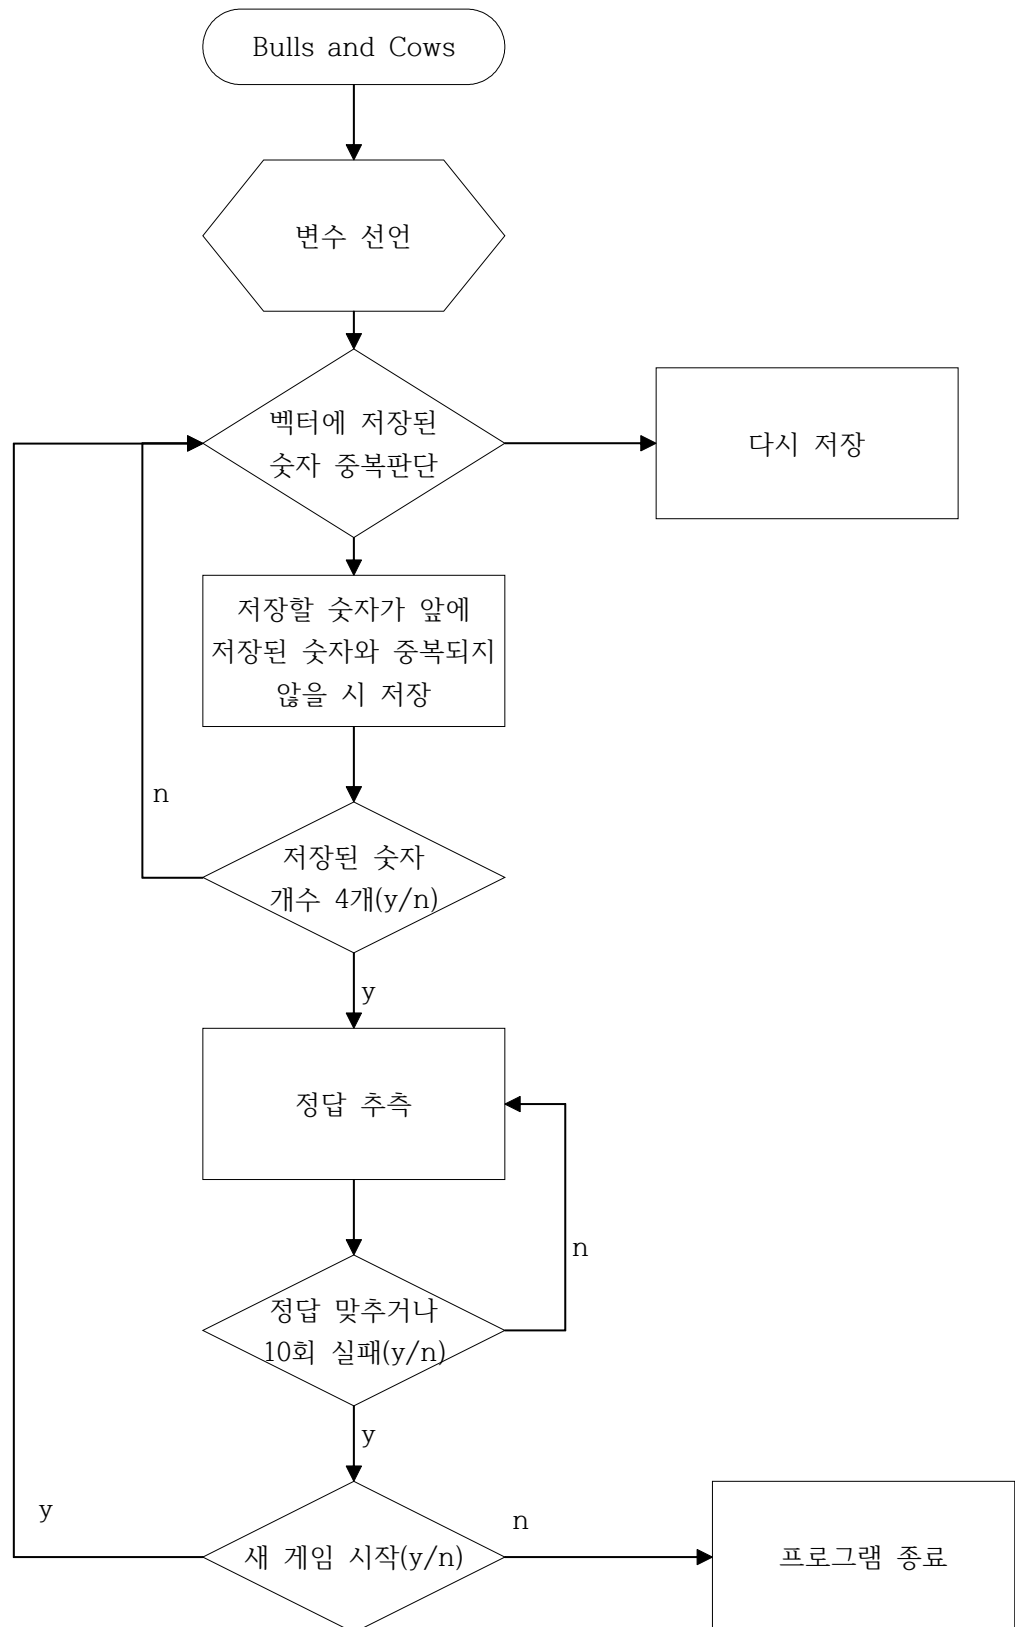 Bulls and Cows
변수 선언
벡터에 저장된
숫자 중복판단
다시 저장
저장할 숫자가 앞에
저장된 숫자와 중복되지
않을 시 저장
n
저장된 숫자
개수 4개(y/n)
y
정답 추측
n
정답 맞추거나
10회 실패(y/n)
y
y
n
새 게임 시작(y/n)
프로그램 종료